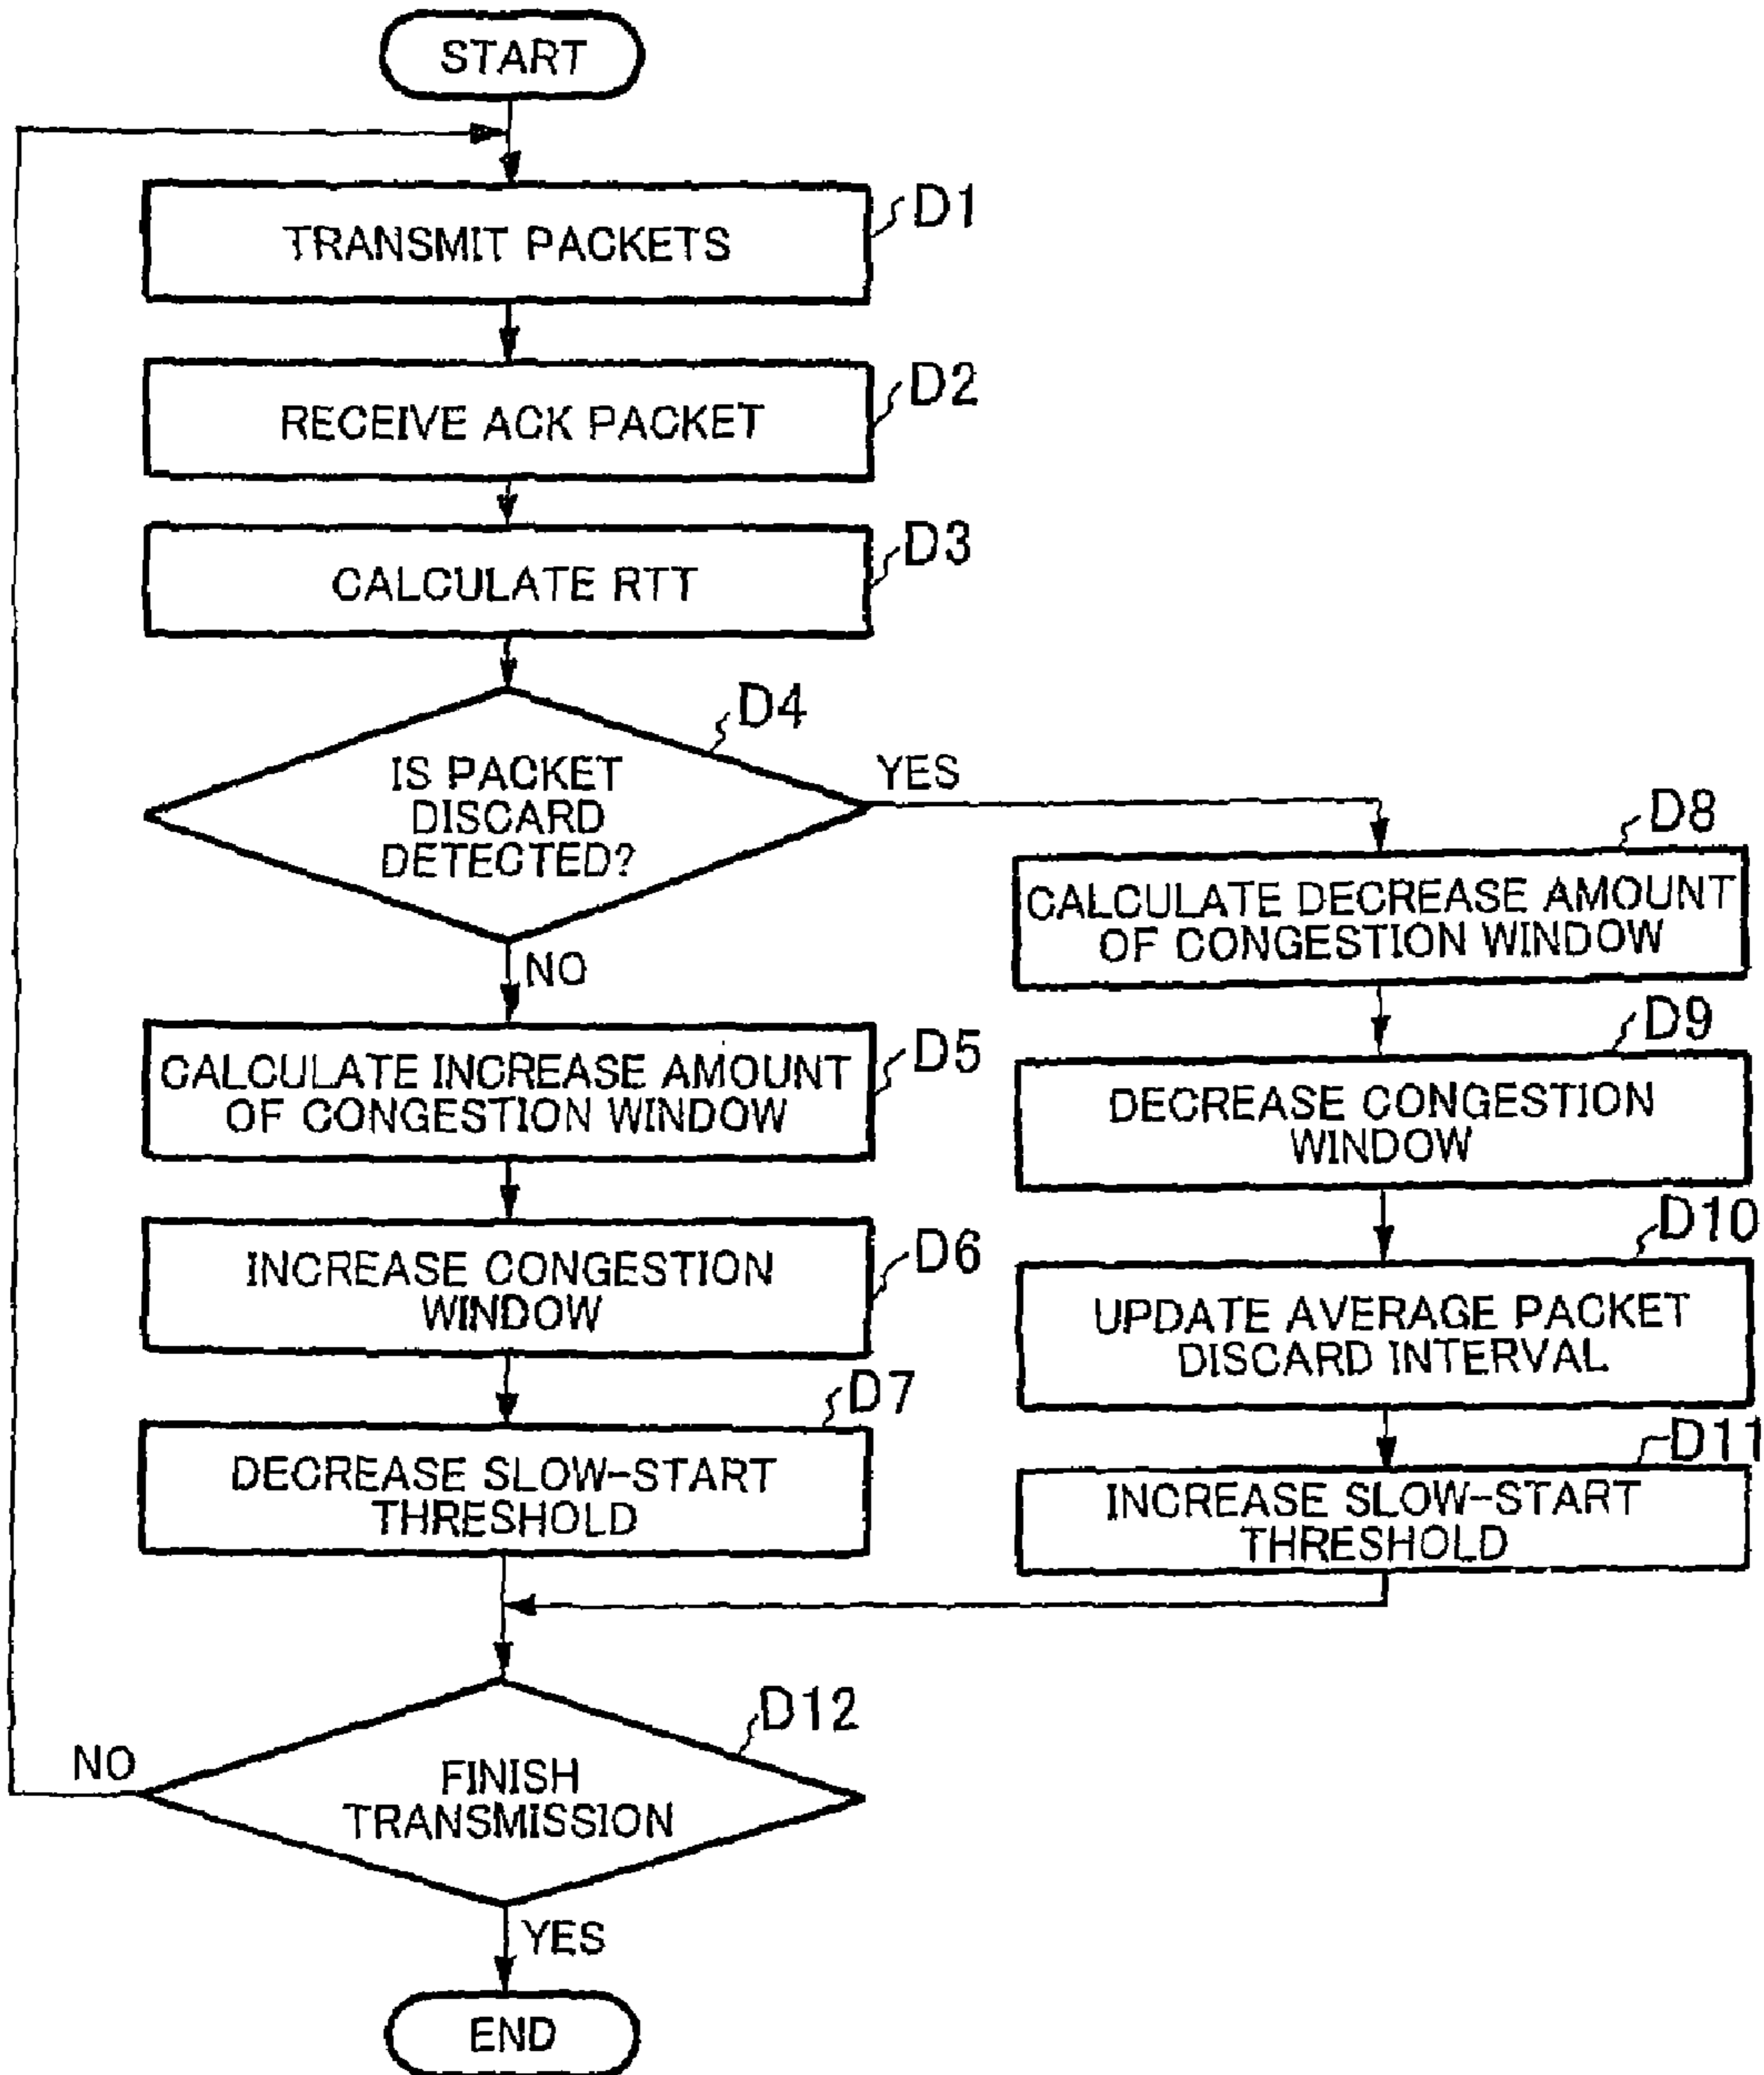 START
TRANSMIT PACKETS
D1
RECEIVE ACK PACKET
D2
CALCULATE RTT
D3
IS PACKET
DISCARD
DETECTED?
D4
YES
NO
CALCULATE INCREASE AMOUNT
OF CONGESTION WINDOW
D5
INCREASE CONGESTION
WINDOW
D6
DECREASE SLOW-START
THRESHOLD
D7
CALCULATE DECREASE AMOUNT
OF CONGESTION WINDOW
D8
DECREASE CONGESTION
WINDOW
D9
UPDATE AVERAGE PACKET
DISCARD INTERVAL
D10
INCREASE SLOW-START
THRESHOLD
D11
FINISH
TRANSMISSION
D12
NO
YES
END